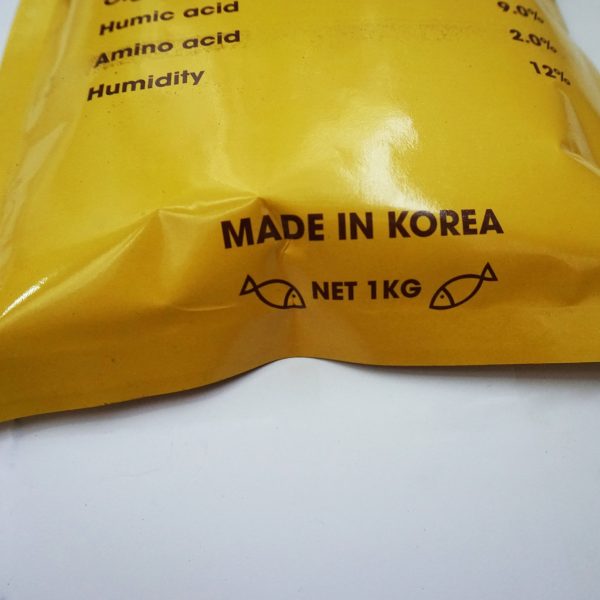 Humic acid 9.0%
Amino acid 2.0%
Humidity 12%
MADE IN KOREA
NET 1KG